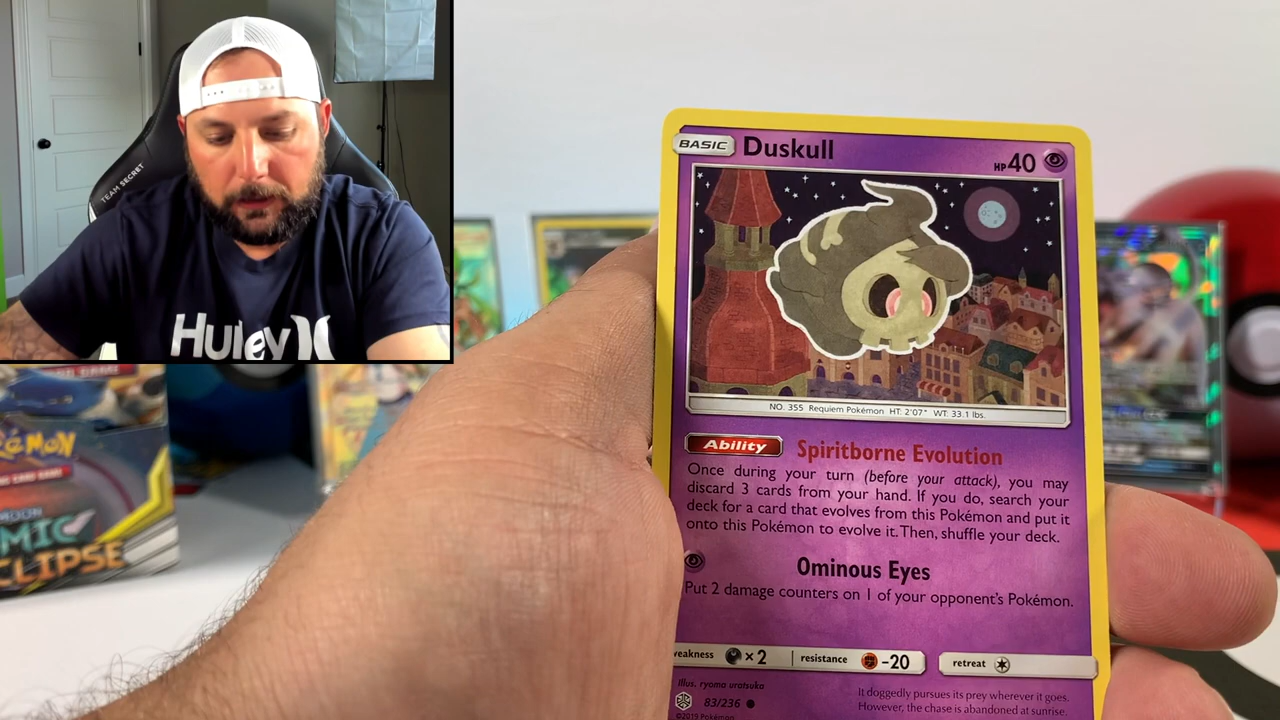 TEAM SECRET
Hurley
BASIC Duskull HP 40
NO. 355 Requiem Pokémon HT: 2'07" WT: 33.1 lbs.
Ability Spiritborne Evolution
Once during your turn (before your attack), you may
discard 3 cards from your hand. If you do, search your
deck for a card that evolves from this Pokémon and put it
onto this Pokémon to evolve it. Then, shuffle your deck.
Ominous Eyes
Put 2 damage counters on 1 of your opponent's Pokémon.
weakness ×2 resistance -20 retreat
Illus. ryoma uratsuka
83/236
©2019 Pokémon
It doggedly pursues its prey wherever it goes.
However, the chase is abandoned at sunrise.
POKÉMON
MOON
MIC
CLIPSE